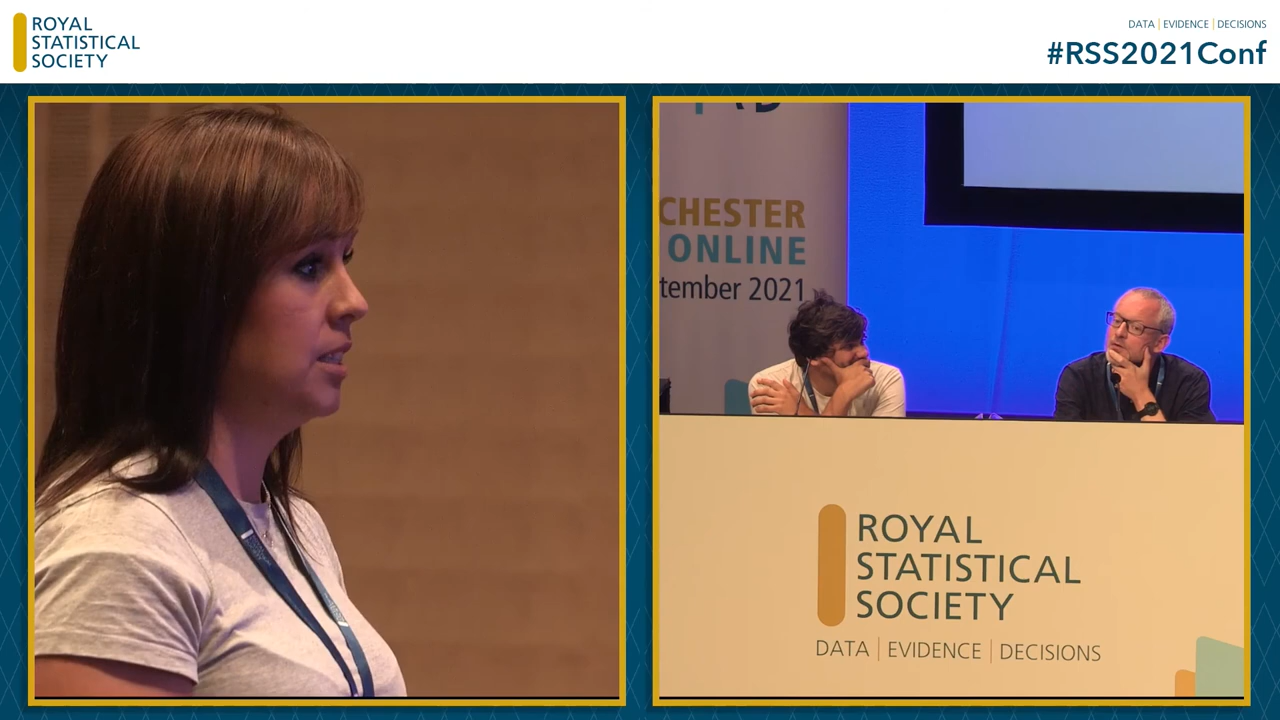 ROYAL
STATISTICAL
SOCIETY
DATA | EVIDENCE | DECISIONS
#RSS2021Conf
CHESTER
ONLINE
tember 2021
ROYAL
STATISTICAL
SOCIETY
DATA | EVIDENCE | DECISIONS